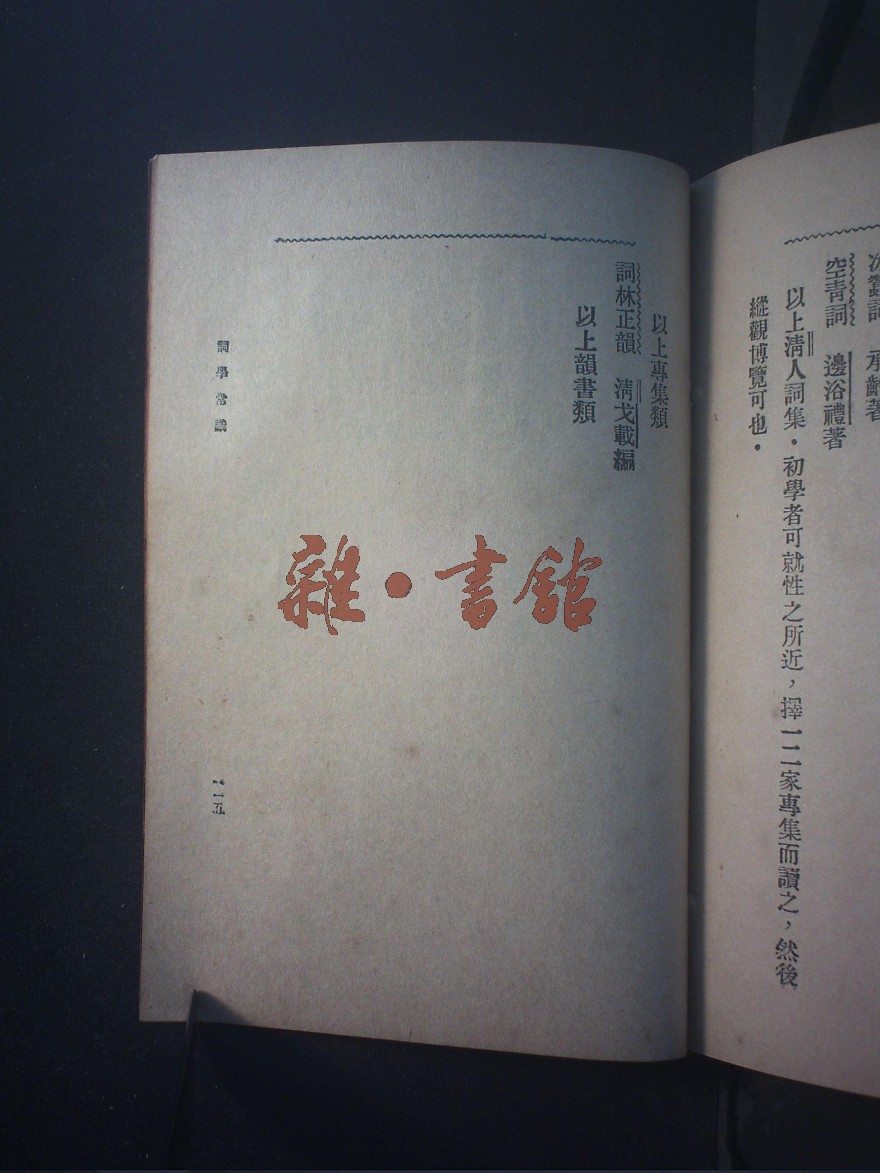 承齡著
空青詞　邊浴禮著
以上清人詞集．初學者可就性之所近，擇一二家專集而讀之，然後
縱觀博覽可也．
以上專集類
詞林正韻　清戈載編
以上韻書類
詞學常識
一一五
雜・書館